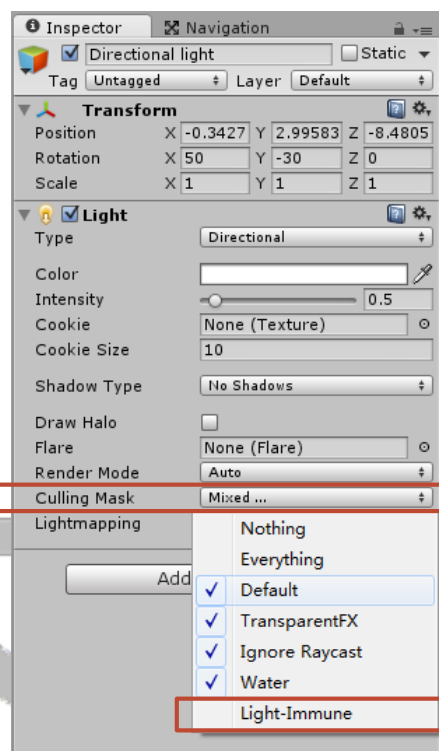 Inspector Navigation
Directional light Static
Tag Untagged Layer Default
Transform
Position X -0.3427 Y 2.99583 Z -8.4805
Rotation X 50 Y -30 Z 0
Scale X 1 Y 1 Z 1
Light
Type Directional
Color
Intensity 0.5
Cookie None (Texture)
Cookie Size 10
Shadow Type No Shadows
Draw Halo
Flare None (Flare)
Render Mode Auto
Culling Mask Mixed ...
Lightmapping
Nothing
Everything
Add
Default
TransparentFX
Ignore Raycast
Water
Light-Immune